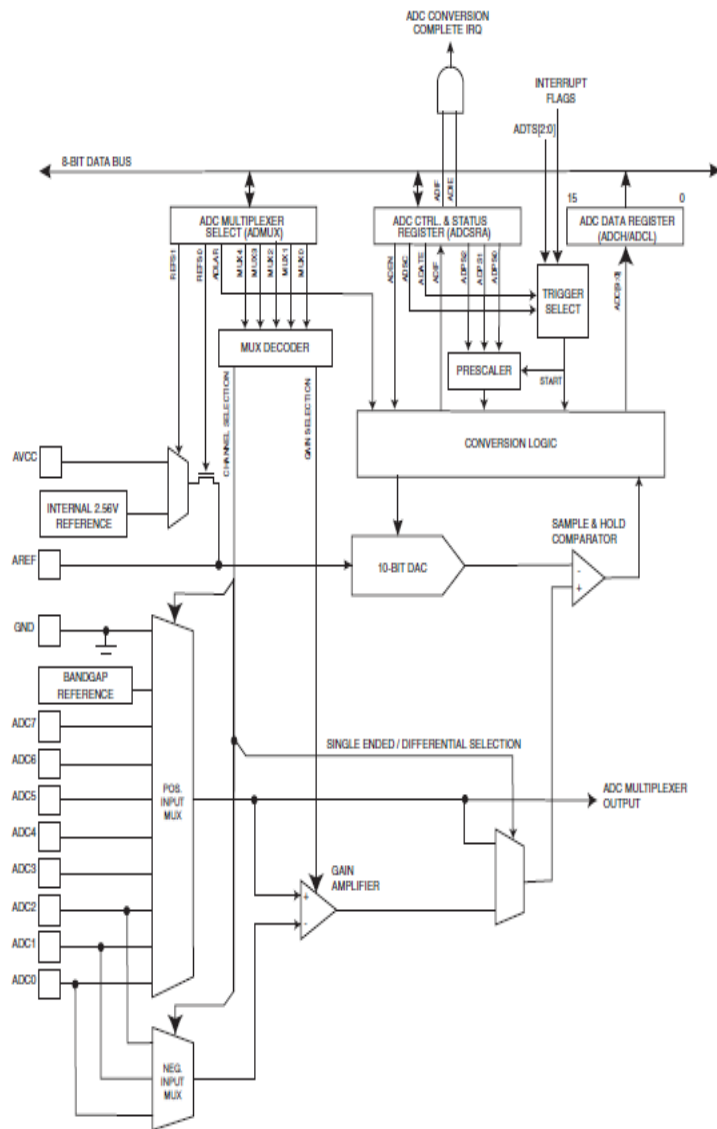 ADC CONVERSION
COMPLETE IRQ
INTERRUPT
FLAGS
ADTS[2:0]
8-BIT DATA BUS
ADIF
ADIE
15
0
ADC MULTIPLEXER
SELECT (ADMUX)
ADC CTRL. & STATUS
REGISTER (ADCSRA)
ADC DATA REGISTER
(ADCH/ADCL)
REFS1
REFS0
ADLAR
MUX4
MUX3
MUX2
MUX1
MUX0
ADEN
ADSC
ADATE
ADIF
ADPS2
ADPS1
ADPS0
ADC[9:0]
TRIGGER
SELECT
MUX DECODER
PRESCALER
START
CHANNEL SELECTION
GAIN SELECTION
CONVERSION LOGIC
AVCC
INTERNAL 2.56V
REFERENCE
SAMPLE & HOLD
COMPARATOR
AREF
10-BIT DAC
-
+
GND
BANDGAP
REFERENCE
ADC7
SINGLE ENDED / DIFFERENTIAL SELECTION
ADC6
ADC5
POS.
INPUT
MUX
ADC MULTIPLEXER
OUTPUT
ADC4
ADC3
GAIN
AMPLIFIER
ADC2
+
-
ADC1
ADC0
NEG.
INPUT
MUX